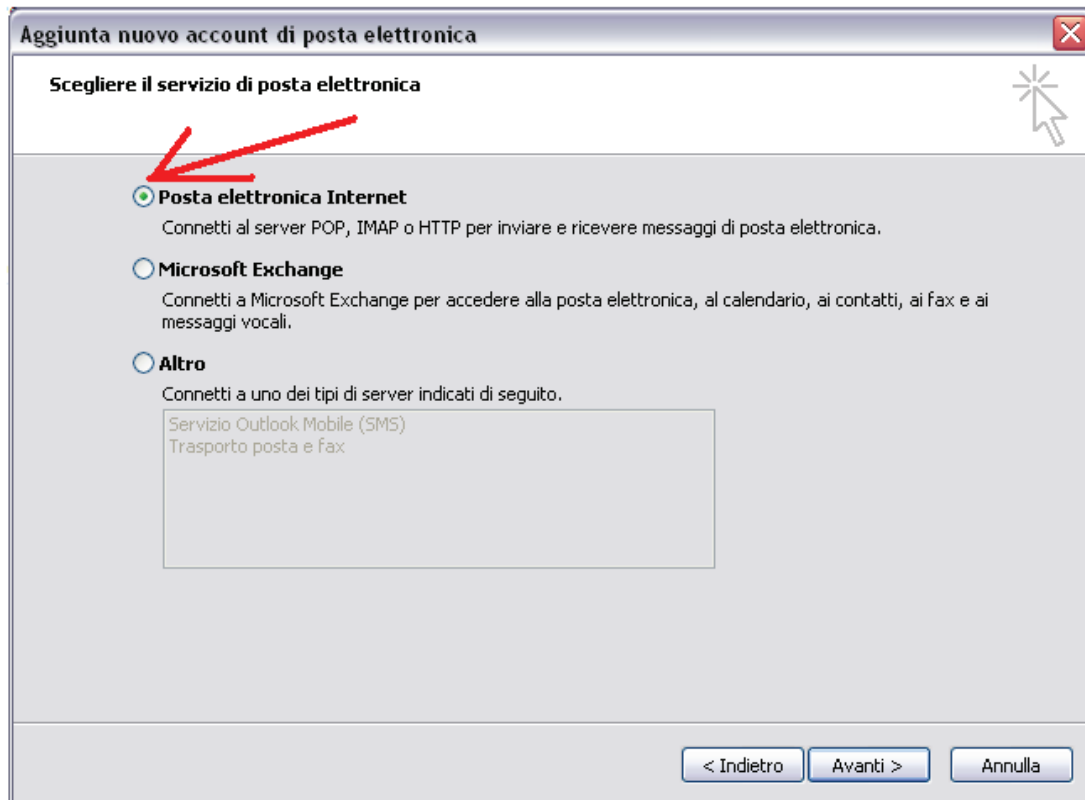 Aggiunta nuovo account di posta elettronica
Scegliere il servizio di posta elettronica
Posta elettronica Internet
Connetti al server POP, IMAP o HTTP per inviare e ricevere messaggi di posta elettronica.
Microsoft Exchange
Connetti a Microsoft Exchange per accedere alla posta elettronica, al calendario, ai contatti, ai fax e ai
messaggi vocali.
Altro
Connetti a uno dei tipi di server indicati di seguito.
Servizio Outlook Mobile (SMS)
Trasporto posta e fax
< Indietro Avanti > Annulla